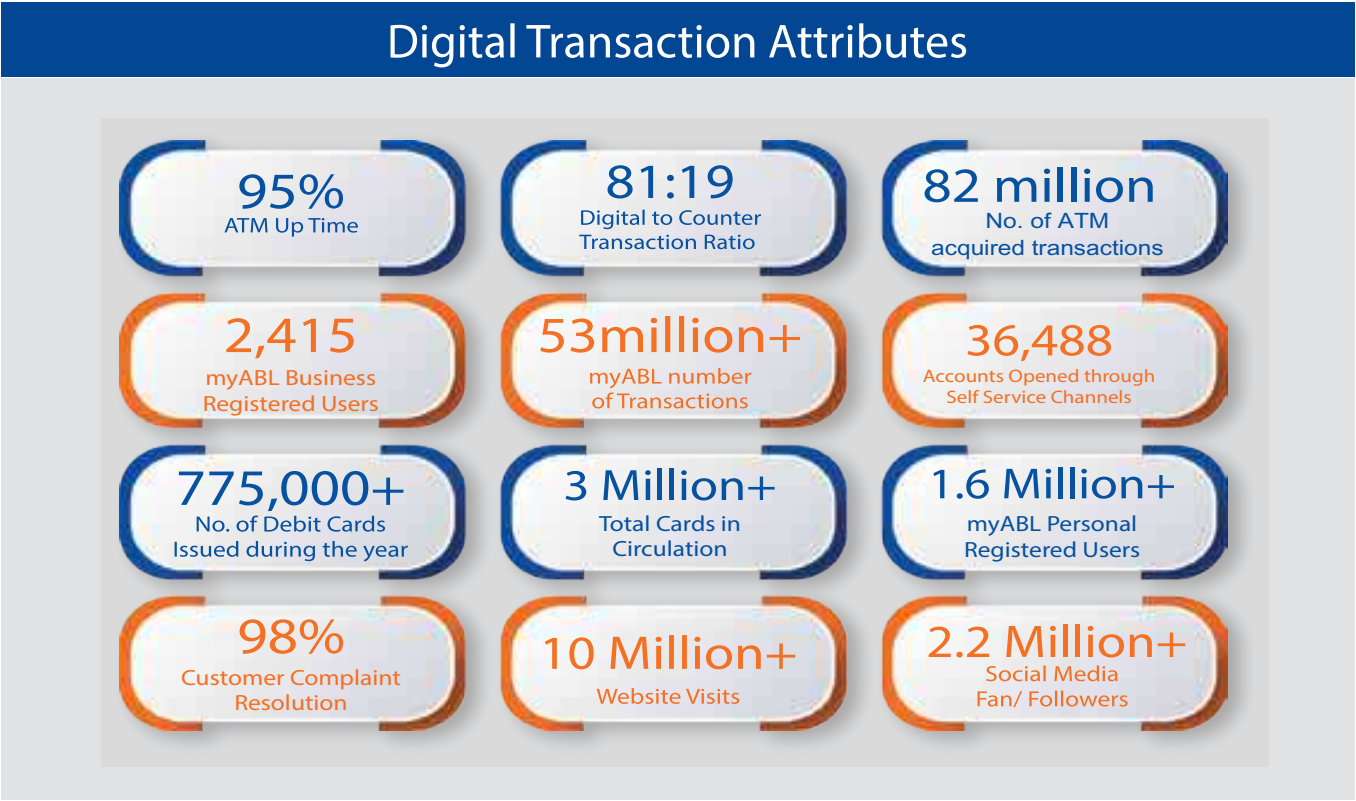 Digital Transaction Attributes
95%
ATM Up Time
81:19
Digital to Counter
Transaction Ratio
82 million
No. of ATM
acquired transactions
2,415
myABL Business
Registered Users
53million+
myABL number
of Transactions
36,488
Accounts Opened through
Self Service Channels
775,000+
No. of Debit Cards
Issued during the year
3 Million+
Total Cards in
Circulation
1.6 Million+
myABL Personal
Registered Users
98%
Customer Complaint
Resolution
10 Million+
Website Visits
2.2 Million+
Social Media
Fan/ Followers